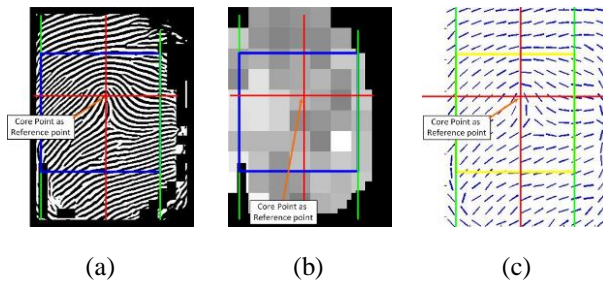 Core Point as
Reference point
Core Point as
Reference point
Core Point as
Reference point
(a)
(b)
(c)